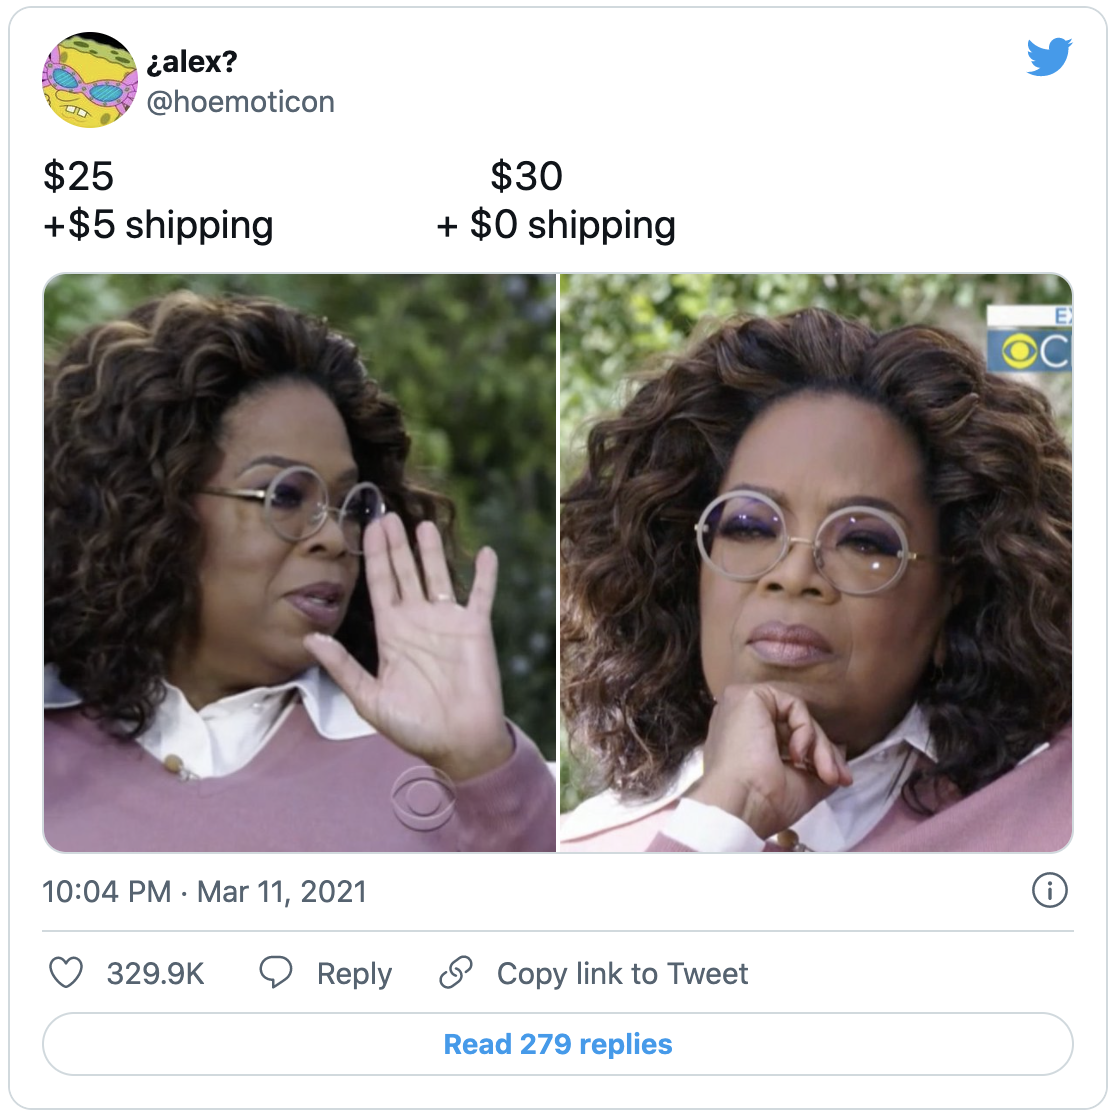 ¿alex?
@hoemoticon
$25 $30
+$5 shipping + $0 shipping
C
10:04 PM · Mar 11, 2021
329.9K Reply Copy link to Tweet
Read 279 replies